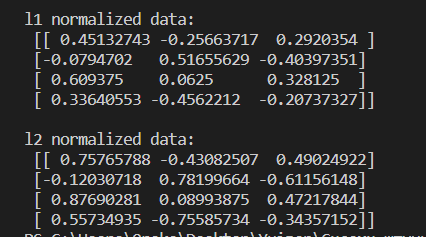 l1 normalized data:
[[ 0.45132743 -0.25663717 0.2920354 ]
[-0.0794702 0.51655629 -0.40397351]
[ 0.609375 0.0625 0.328125 ]
[ 0.33640553 -0.4562212 -0.20737327]]
l2 normalized data:
[[ 0.75765788 -0.43082507 0.49024922]
[-0.12030718 0.78199664 -0.61156148]
[ 0.87690281 0.08993875 0.47217844]
[ 0.55734935 -0.75585734 -0.34357152]]